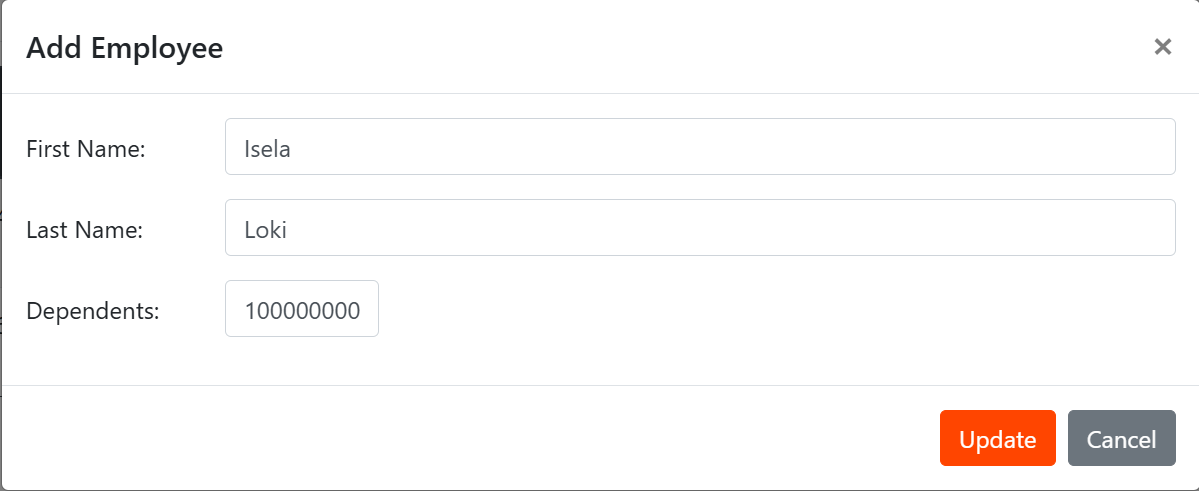 Add Employee ×
First Name: Isela
Last Name: Loki
Dependents: 100000000
Update Cancel